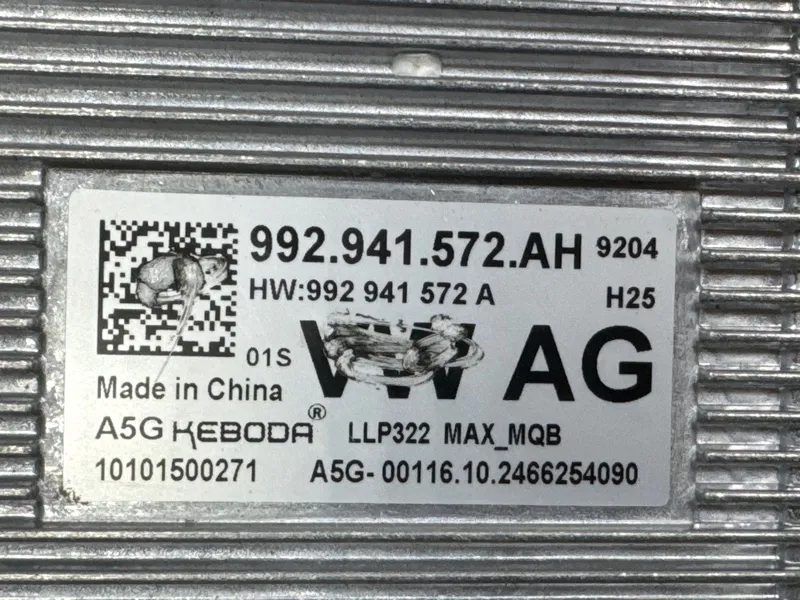 992.941.572.AH 9204
HW:992 941 572 A H25
01S VW AG
Made in China
A5G KEBODA® LLP322 MAX_MQB
10101500271 A5G- 00116.10.2466254090